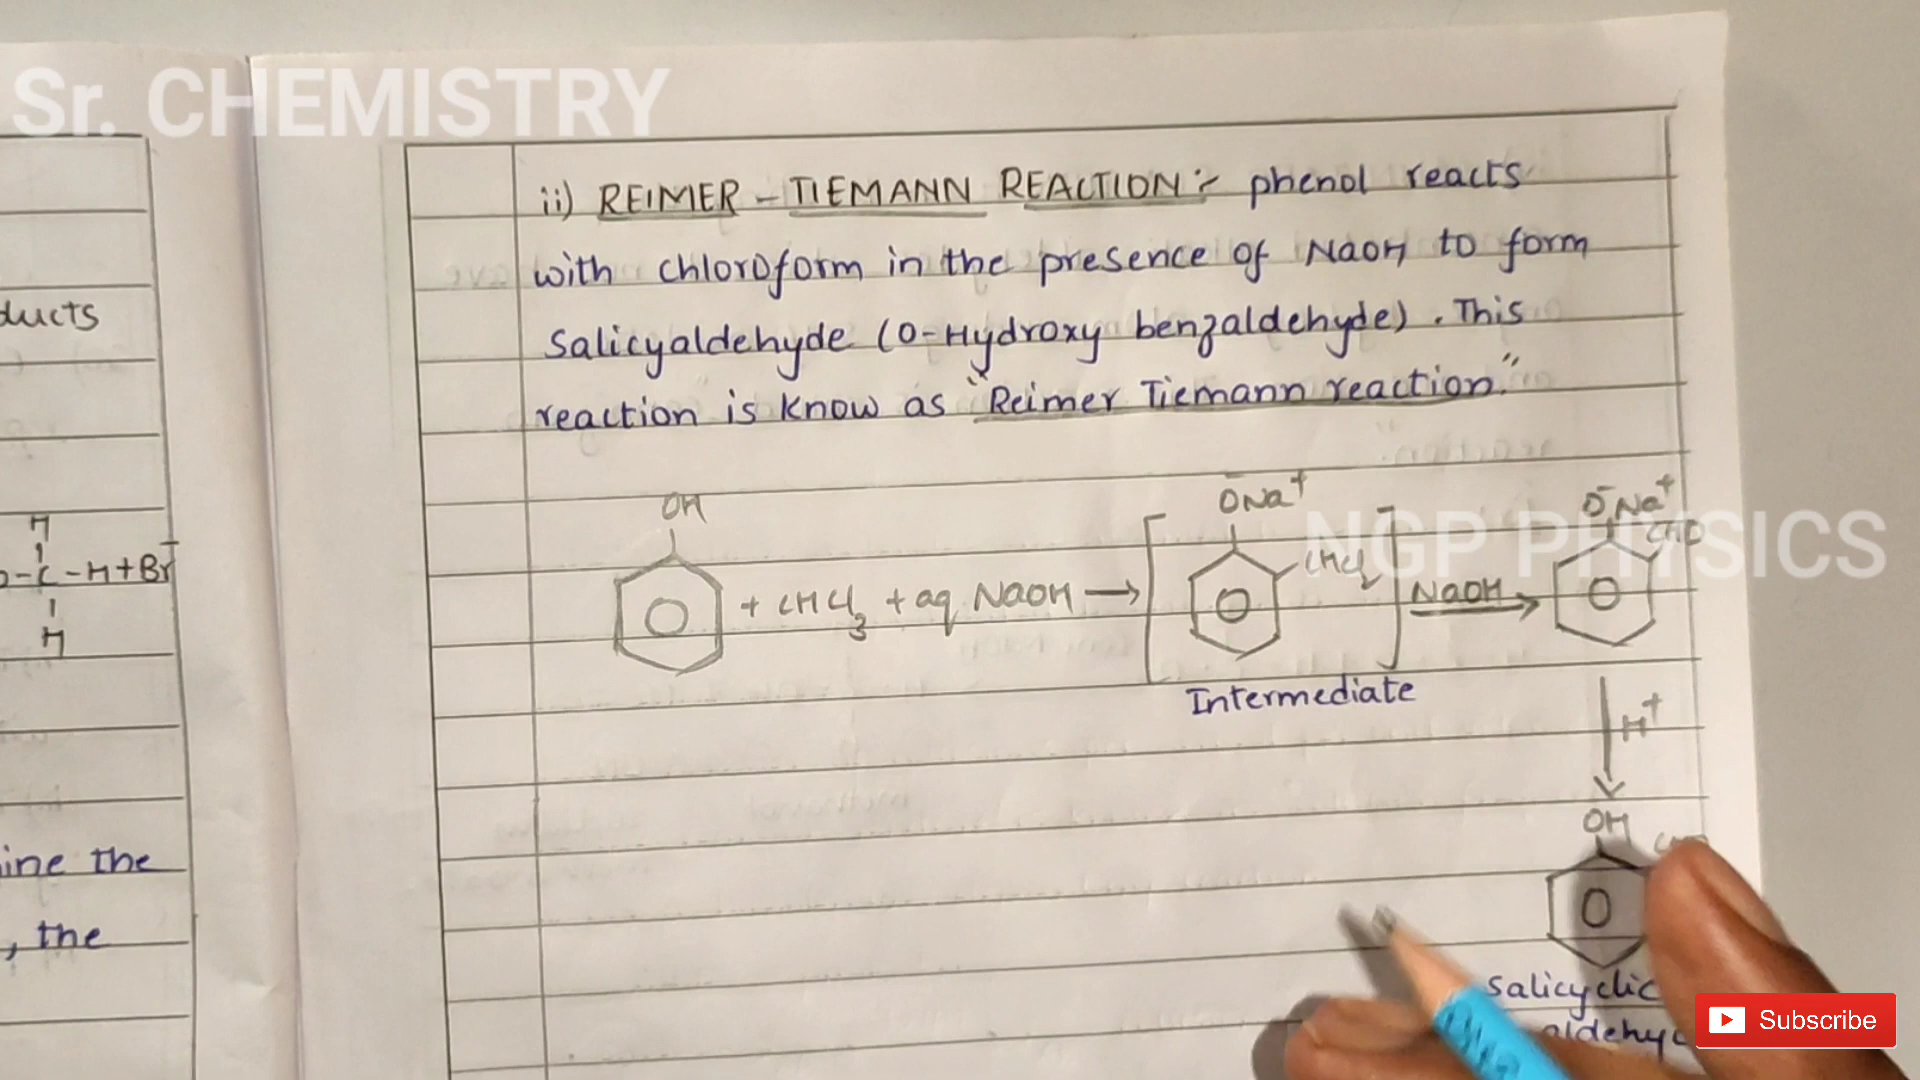 Sr. CHEMISTRY
ii) REIMER - TIEMANN REACTION :- phenol reacts
with chloroform in the presence of NaOH to form
Salicyaldehyde (O-Hydroxy benzaldehyde). This
reaction is know as "Reimer Tiemann reaction."
ducts
H
-C-H+Br⁻
H
ine the
, the
OH
+ CHCl₃ + aq NaOH →
O⁻Na⁺
CHCl₂
Intermediate
NaOH
O⁻Na⁺
CHO
NGP PHYSICS
H⁺
OH
Salicyclic
aldehyd
Subscribe